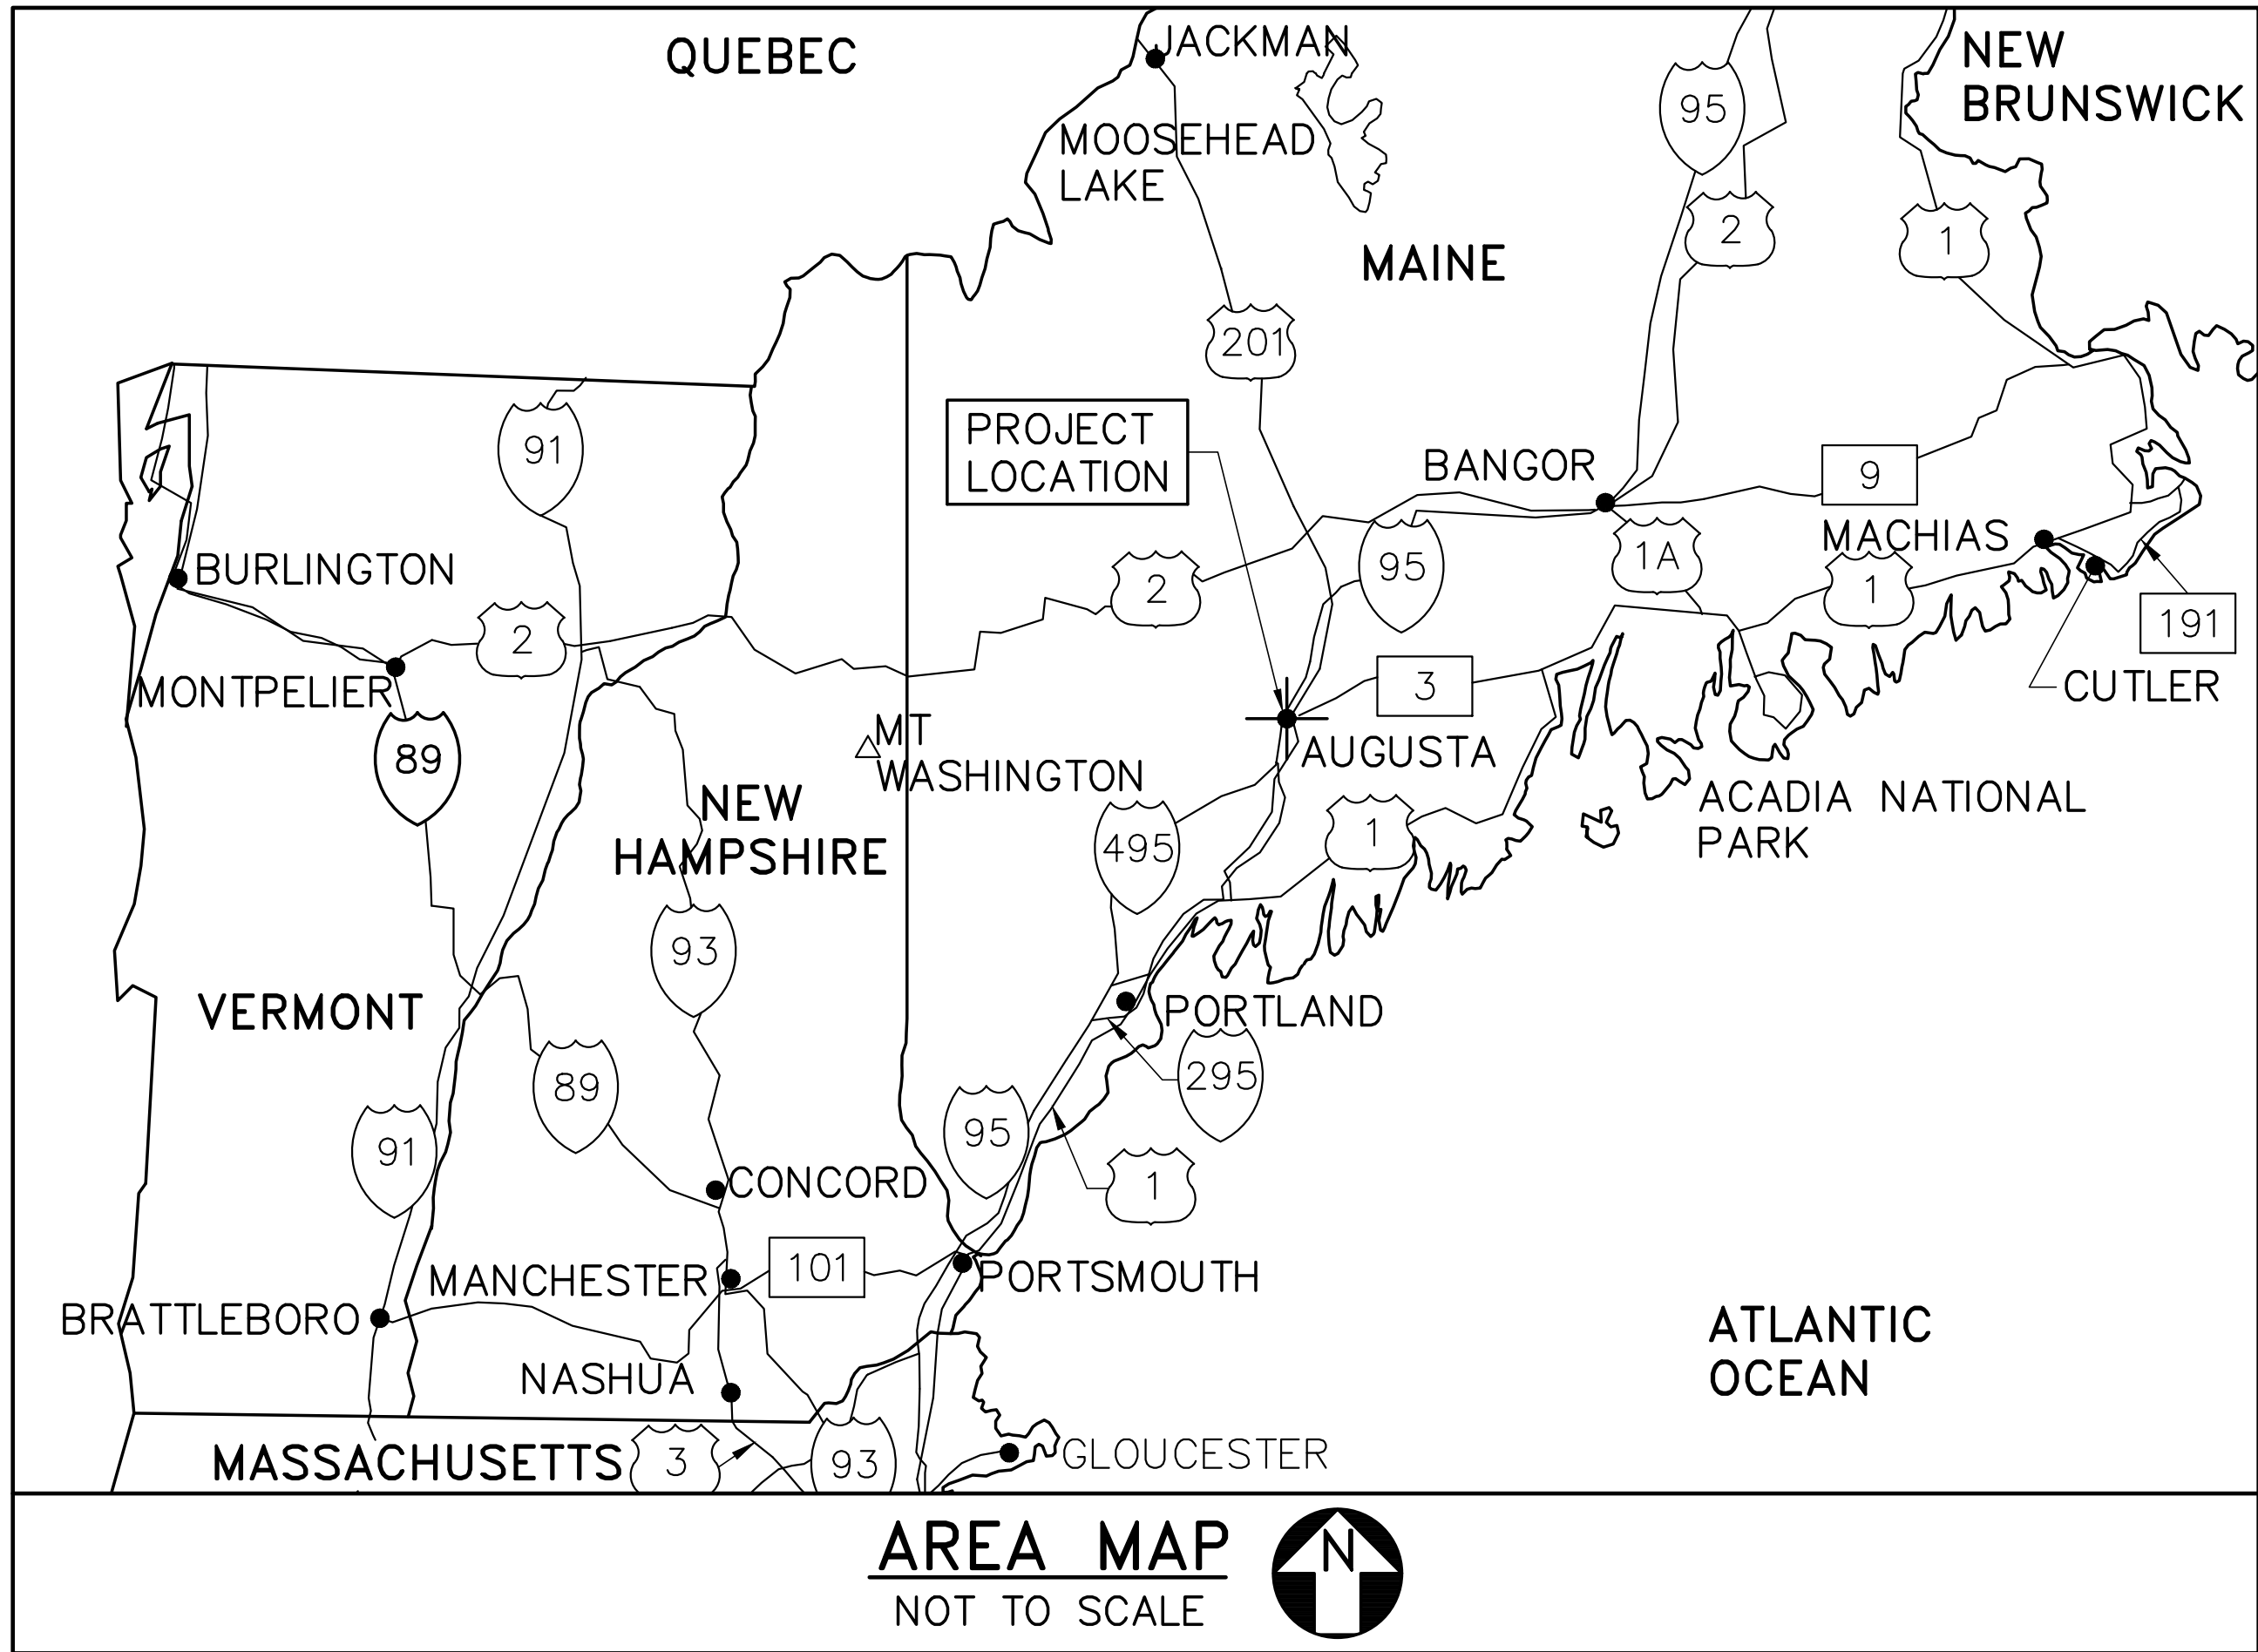 QUEBEC
JACKMAN
NEW
BRUNSWICK
95
MOOSEHEAD
LAKE
2
1
MAINE
201
PROJECT
LOCATION
91
BANGOR
9
MACHIAS
BURLINGTON
95
1A
2
1
191
2
MONTPELIER
3
CUTLER
MT
WASHINGTON
AUGUSTA
89
NEW
HAMPSHIRE
ACADIA NATIONAL
PARK
495
1
93
VERMONT
PORTLAND
89
295
95
91
CONCORD
1
MANCHESTER
101
PORTSMOUTH
BRATTLEBORO
ATLANTIC
OCEAN
NASHUA
MASSACHUSETTS
3
93
GLOUCESTER
AREA MAP
N
NOT TO SCALE